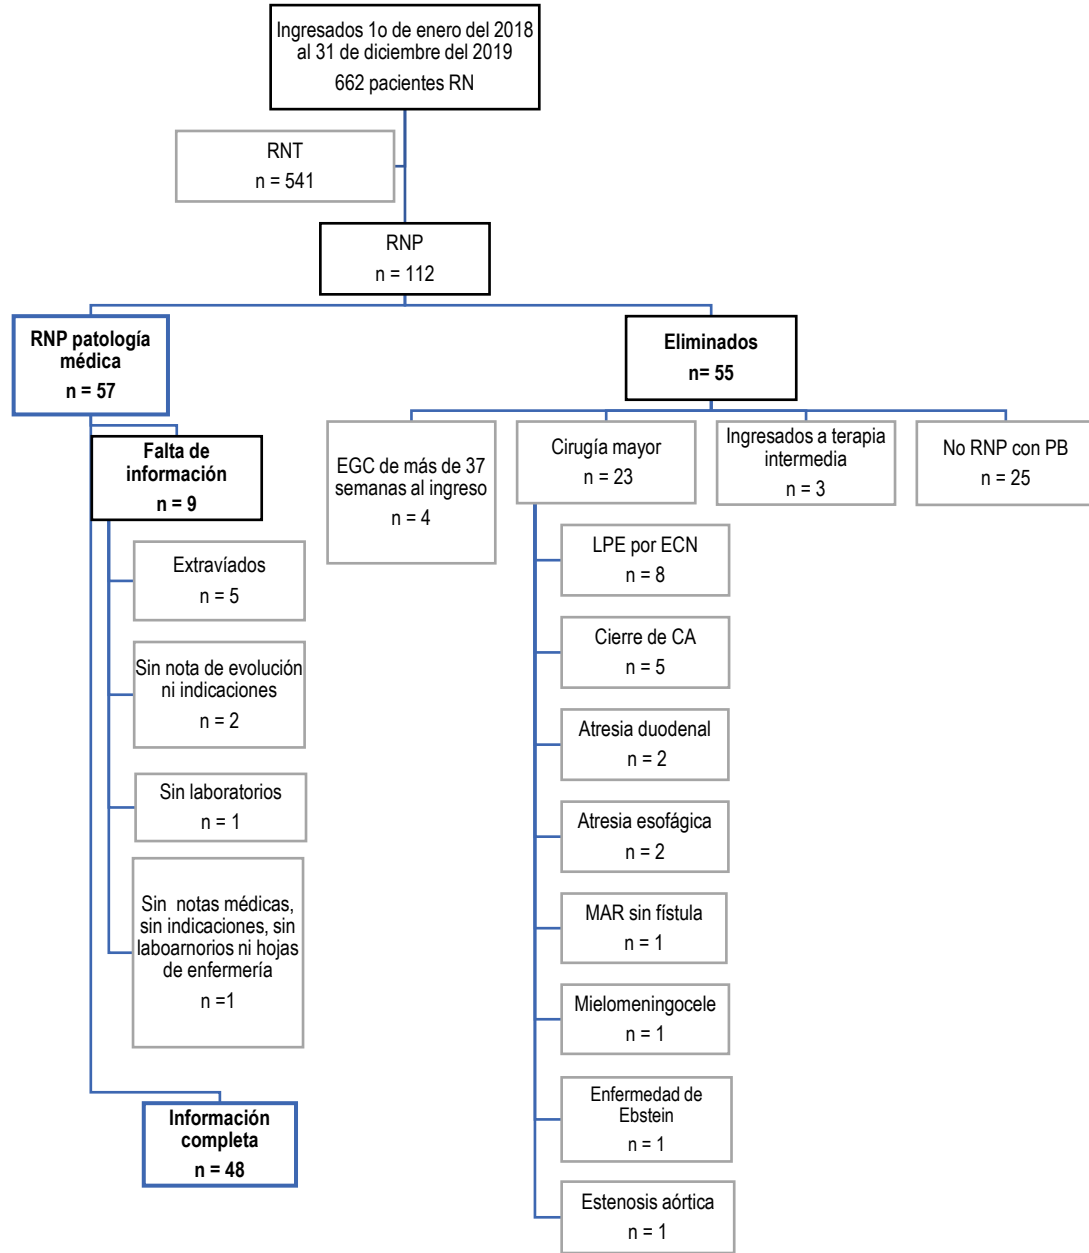 Ingresados 1o de enero del 2018
al 31 de diciembre del 2019
662 pacientes RN
RNT
n = 541
RNP
n = 112
RNP patología
médica
n = 57
Eliminados
n= 55
Falta de
información
n = 9
EGC de más de 37
semanas al ingreso
n = 4
Cirugía mayor
n = 23
Ingresados a terapia
intermedia
n = 3
No RNP con PB
n = 25
Extravíados
n = 5
Sin nota de evolución
ni indicaciones
n = 2
Sin laboratorios
n = 1
Sin notas médicas,
sin indicaciones, sin
laboarnorios ni hojas
de enfermería
n =1
Información
completa
n = 48
LPE por ECN
n = 8
Cierre de CA
n = 5
Atresia duodenal
n = 2
Atresia esofágica
n = 2
MAR sin fístula
n = 1
Mielomeningocele
n = 1
Enfermedad de
Ebstein
n = 1
Estenosis aórtica
n = 1